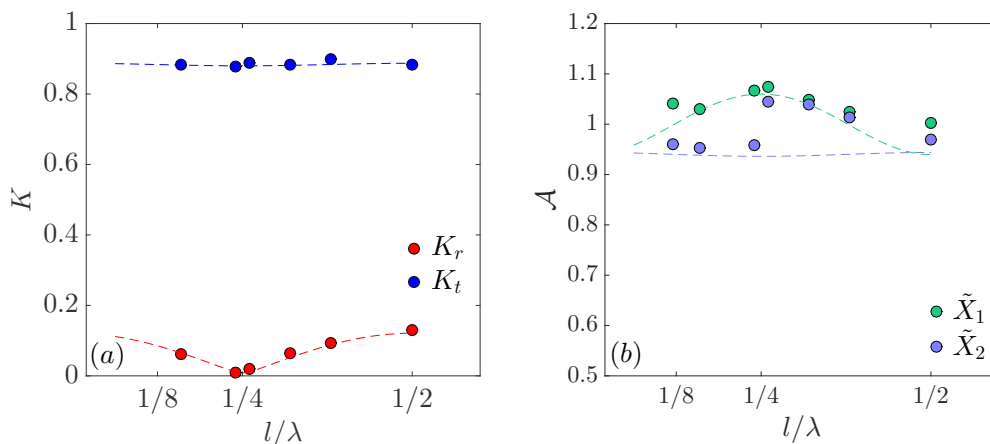 1
0.8
0.6
0.4
0.2
0
K
K_r
K_t
(a)
1/8
1/4
1/2
l/λ
1.2
1.1
1
0.9
0.8
0.7
0.6
0.5
𝒜
X̃_1
X̃_2
(b)
1/8
1/4
1/2
l/λ